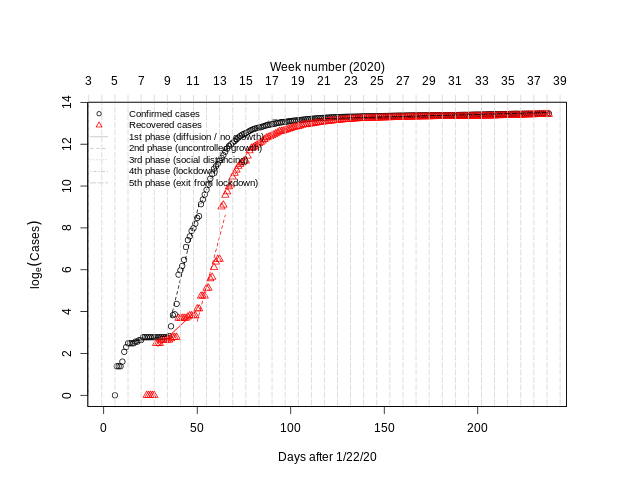 Week number (2020)
3 5 7 9 11 13 15 17 19 21 23 25 27 29 31 33 35 37 39
Confirmed cases
Recovered cases
1st phase (diffusion / no growth)
2nd phase (uncontrolled growth)
3rd phase (social distancing)
4th phase (lockdown)
5th phase (exit from lockdown)
14
12
10
8
6
4
2
0
logₑ(Cases)
0 50 100 150 200
Days after 1/22/20